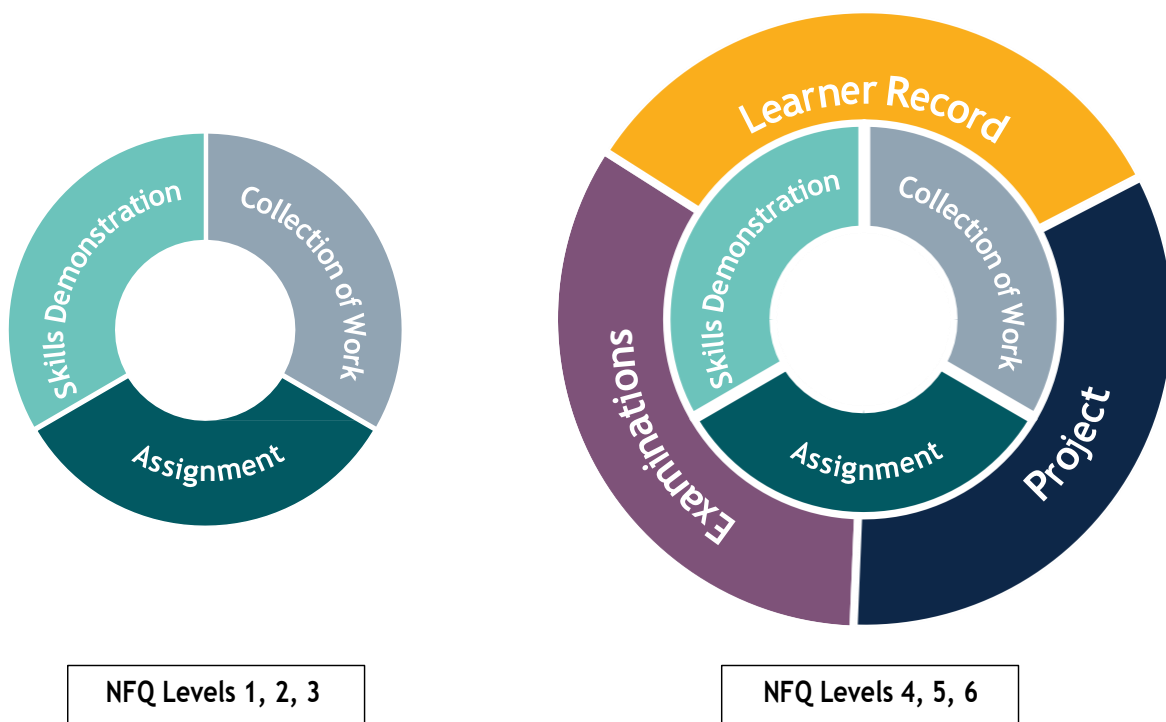 Skills Demonstration
Collection of Work
Assignment
NFQ Levels 1, 2, 3
Learner Record
Skills Demonstration
Collection of Work
Assignment
Examinations
Project
NFQ Levels 4, 5, 6